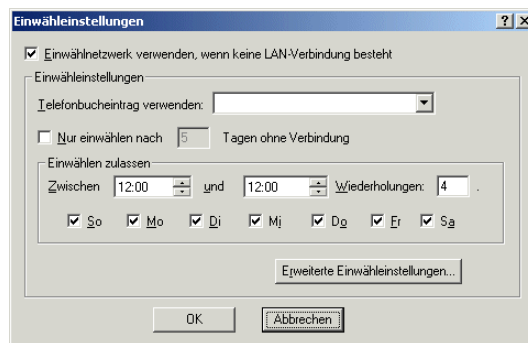 Einwähleinstellungen
Einwählnetzwerk verwenden, wenn keine LAN-Verbindung besteht
Einwähleinstellungen
Telefonbucheintrag verwenden:
Nur einwählen nach 5 Tagen ohne Verbindung
Einwählen zulassen
Zwischen 12:00 und 12:00 Wiederholungen: 4 .
So Mo Di Mi Do Fr Sa
Erweiterte Einwähleinstellungen...
OK Abbrechen